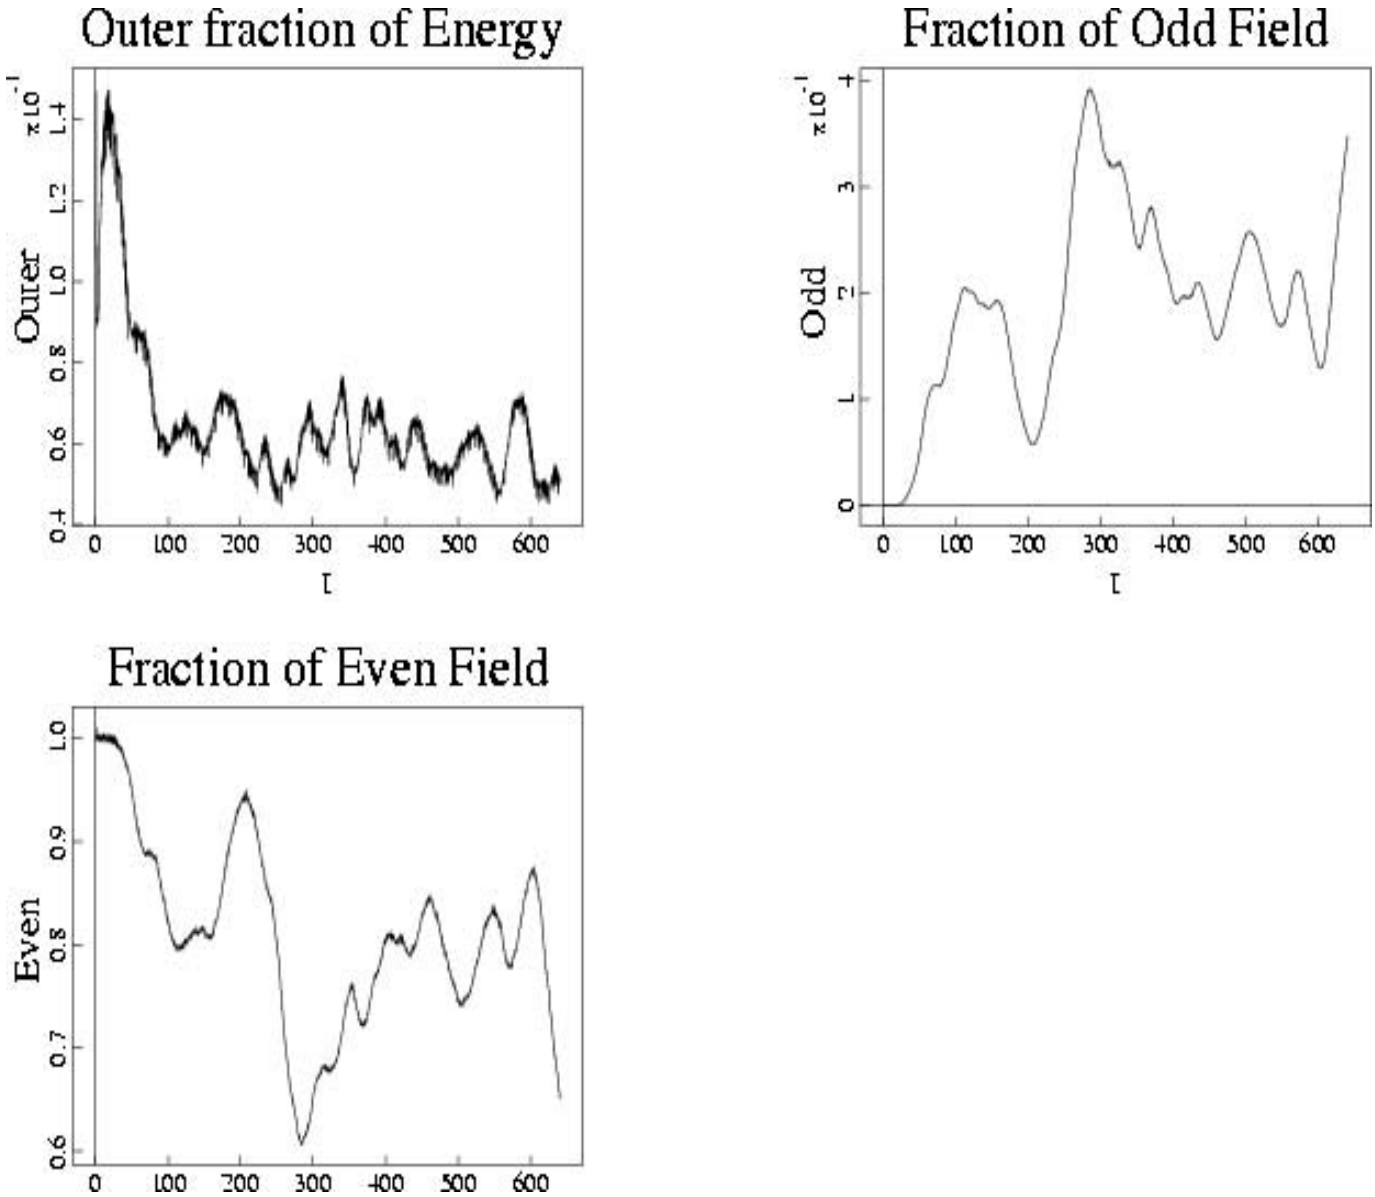 Outer fraction of Energy
Outer
×10⁻¹
1.4
1.2
1.0
0.8
0.6
0.4
0 100 200 300 400 500 600
t
Fraction of Odd Field
Odd
×10⁻¹
4
3
2
1
0
0 100 200 300 400 500 600
t
Fraction of Even Field
Even
1.0
0.9
0.8
0.7
0.6
0 100 200 300 400 500 600